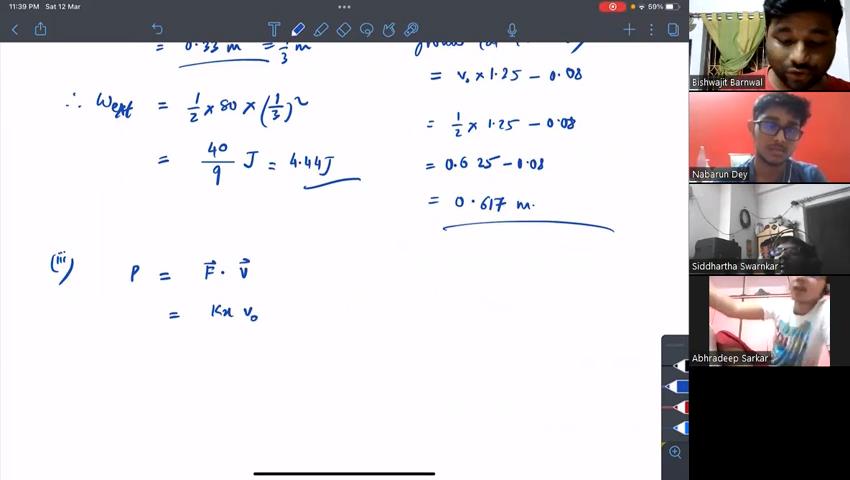 11:39 PM Sat 12 Mar
59%
= 0.33 m = 1/3 m
∴ Wext = 1/2 × 80 × (1/3)²
= 40/9 J = 4.44J
= v₀ × 1.25 - 0.08
= 1/2 × 1.25 - 0.08
= 0.625 - 0.08
= 0.617 m.
(iii) P = F⃗ · V⃗
= Kx v₀
Bishwajit Barnwal
Nabarun Dey
Siddhartha Swarnkar
Abhradeep Sarkar